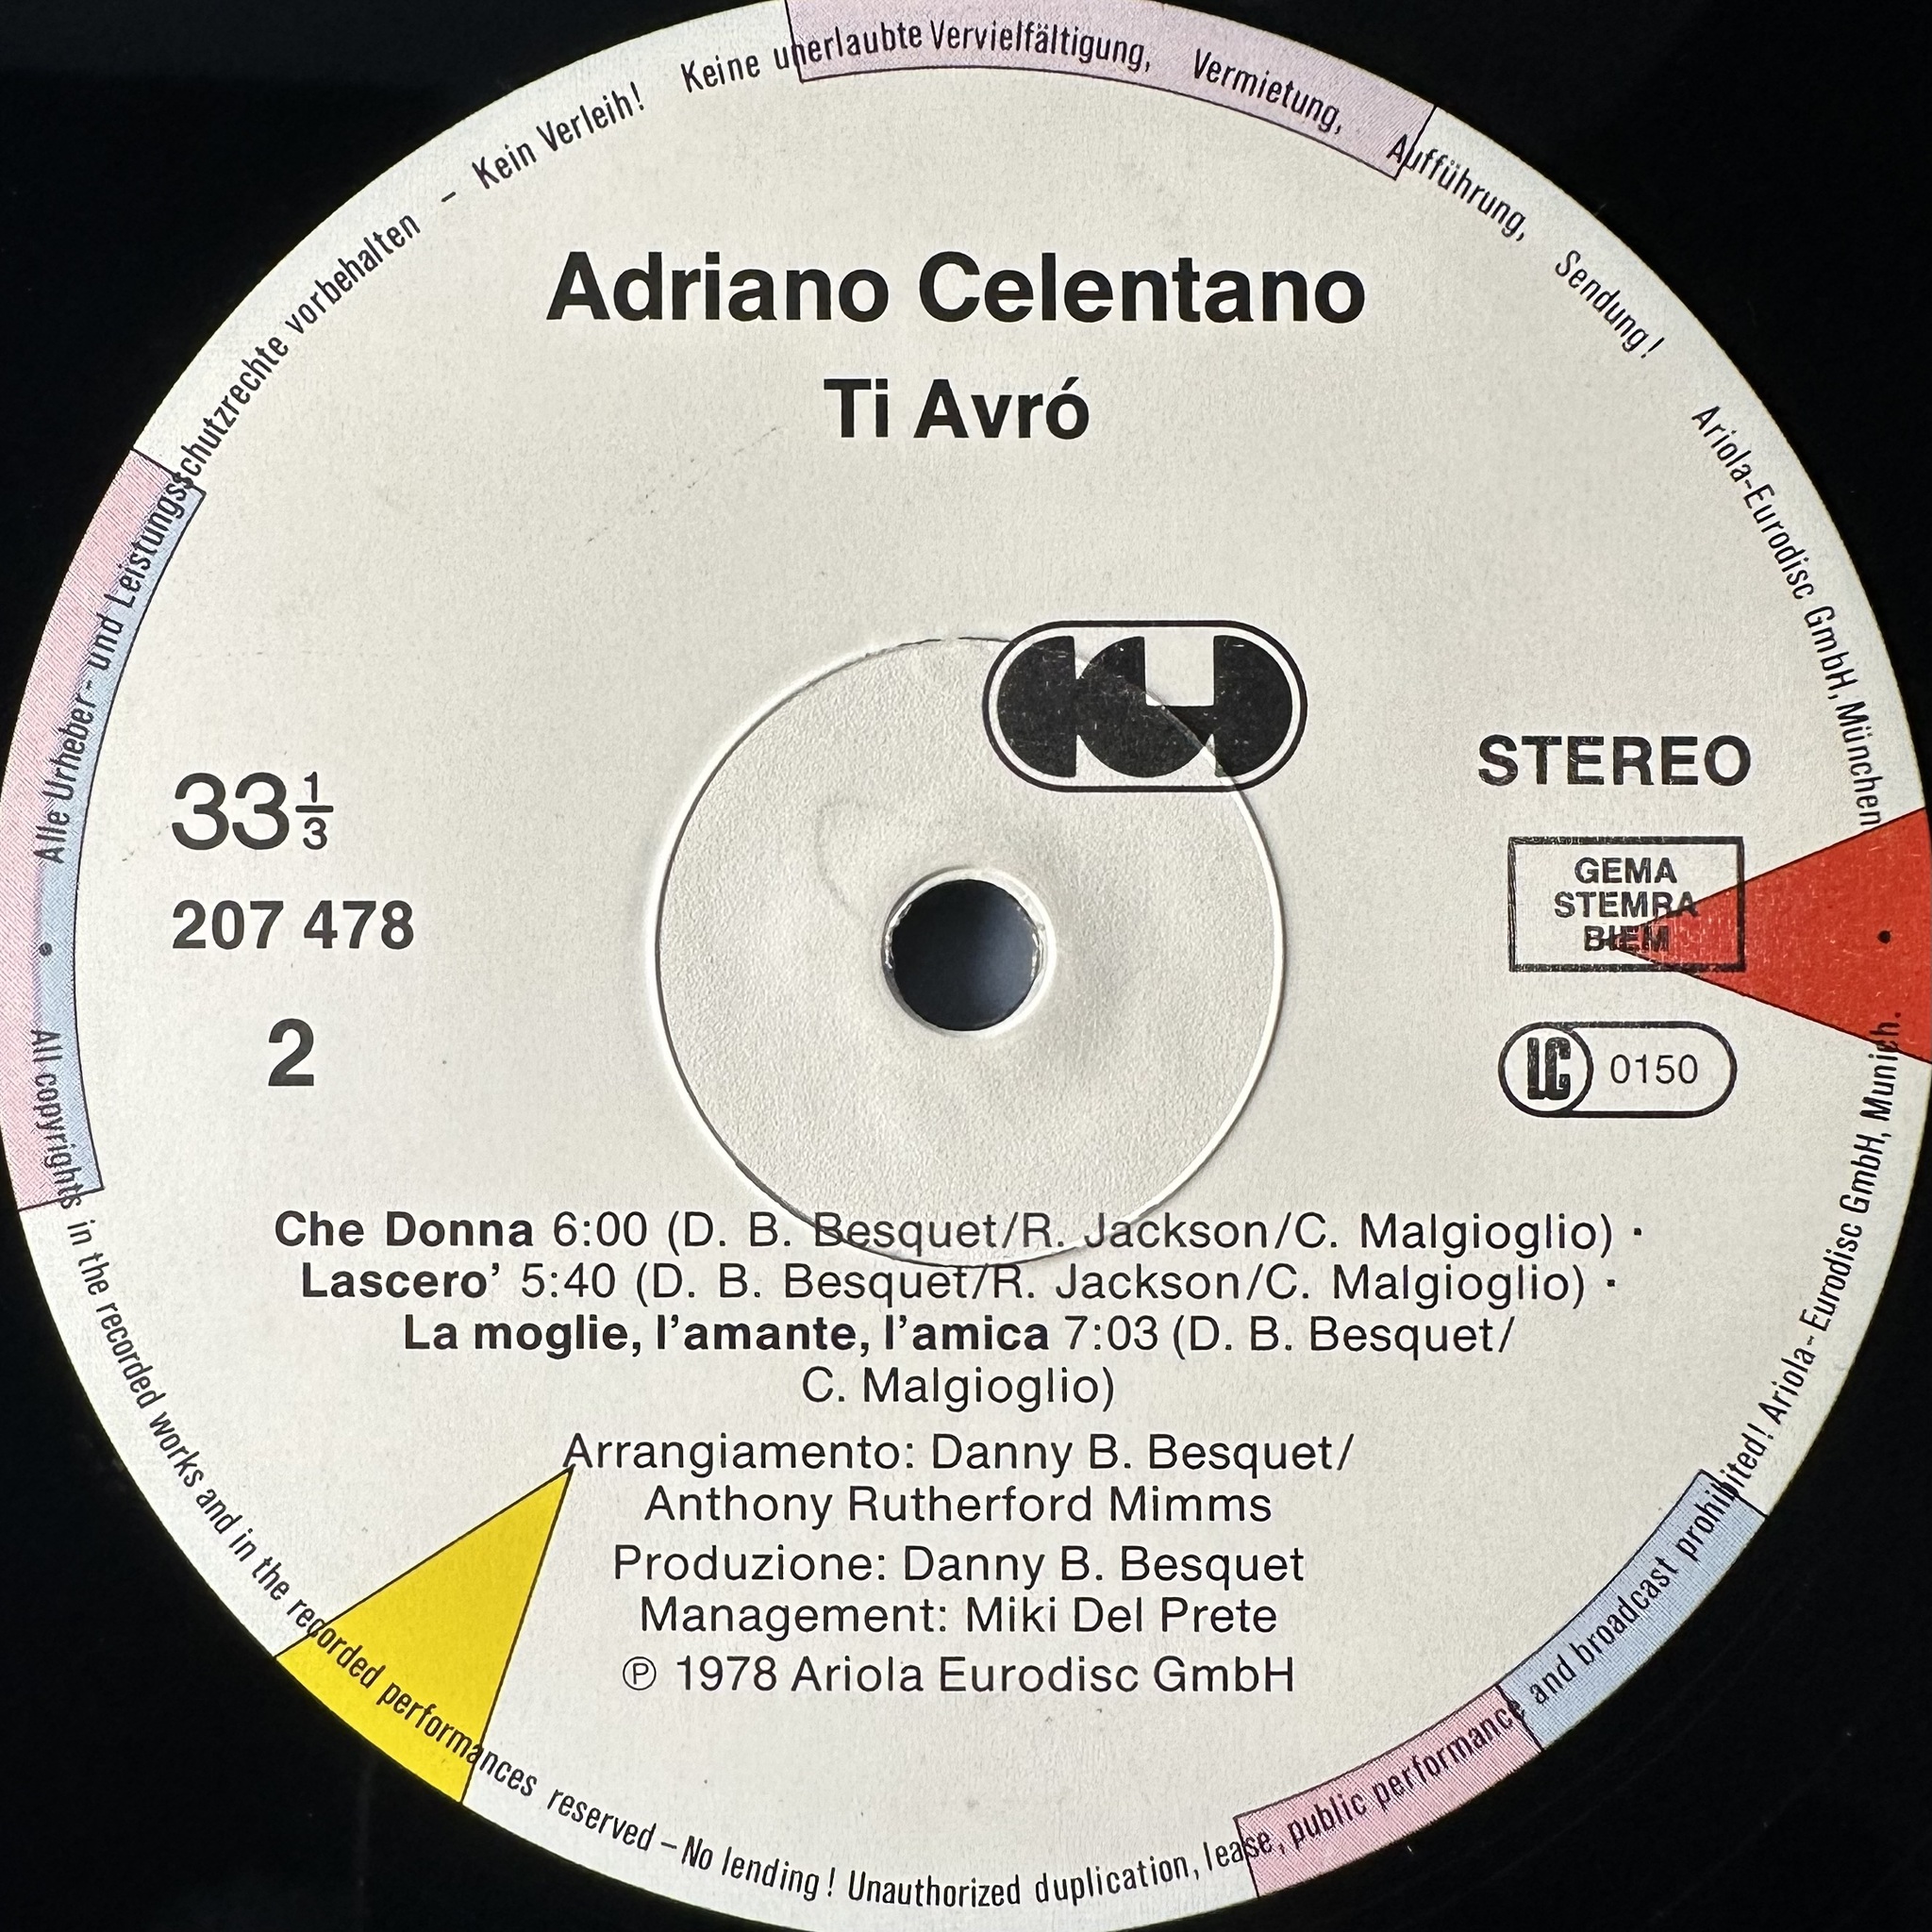 Alle Urheber- und Leistungsschutzrechte vorbehalten – Kein Verleih! Keine unerlaubte Vervielfältigung, Vermietung, Aufführung, Sendung! Ariola-Eurodisc GmbH, München
Adriano Celentano
Ti Avró
33 1/3
207 478
2
STEREO
GEMA
STEMRA
BIEM
LC 0150
Che Donna 6:00 (D. B. Besquet/R. Jackson/C. Malgioglio) ·
Lascero’ 5:40 (D. B. Besquet/R. Jackson/C. Malgioglio) ·
La moglie, l’amante, l’amica 7:03 (D. B. Besquet/
C. Malgioglio)
Arrangiamento: Danny B. Besquet/
Anthony Rutherford Mimms
Produzione: Danny B. Besquet
Management: Miki Del Prete
℗ 1978 Ariola Eurodisc GmbH
All copyrights in the recorded works and in the recorded performances reserved – No lending! Unauthorized duplication, lease, public performance and broadcast prohibited! Ariola-Eurodisc GmbH, Munich.